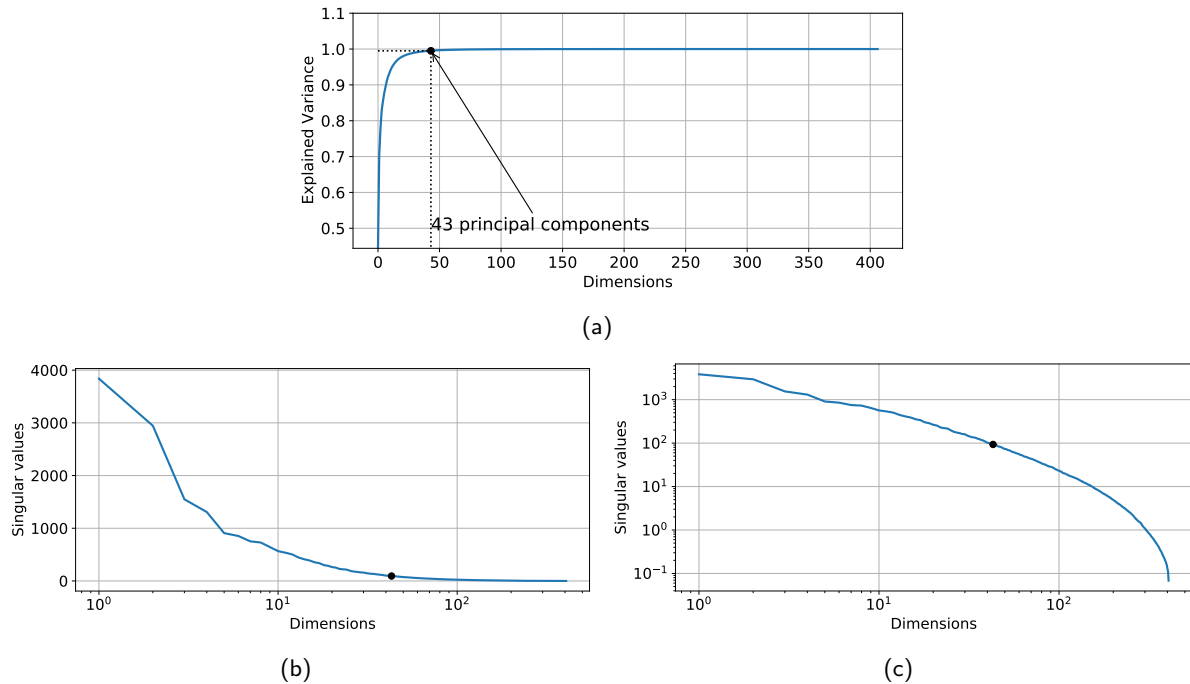 1.1
1.0
0.9
0.8
0.7
0.6
0.5
Explained Variance
43 principal components
0 50 100 150 200 250 300 350 400
Dimensions
(a)
4000
3000
2000
1000
0
Singular values
10⁰ 10¹ 10²
Dimensions
(b)
10³
10²
10¹
10⁰
10⁻¹
Singular values
10⁰ 10¹ 10²
Dimensions
(c)